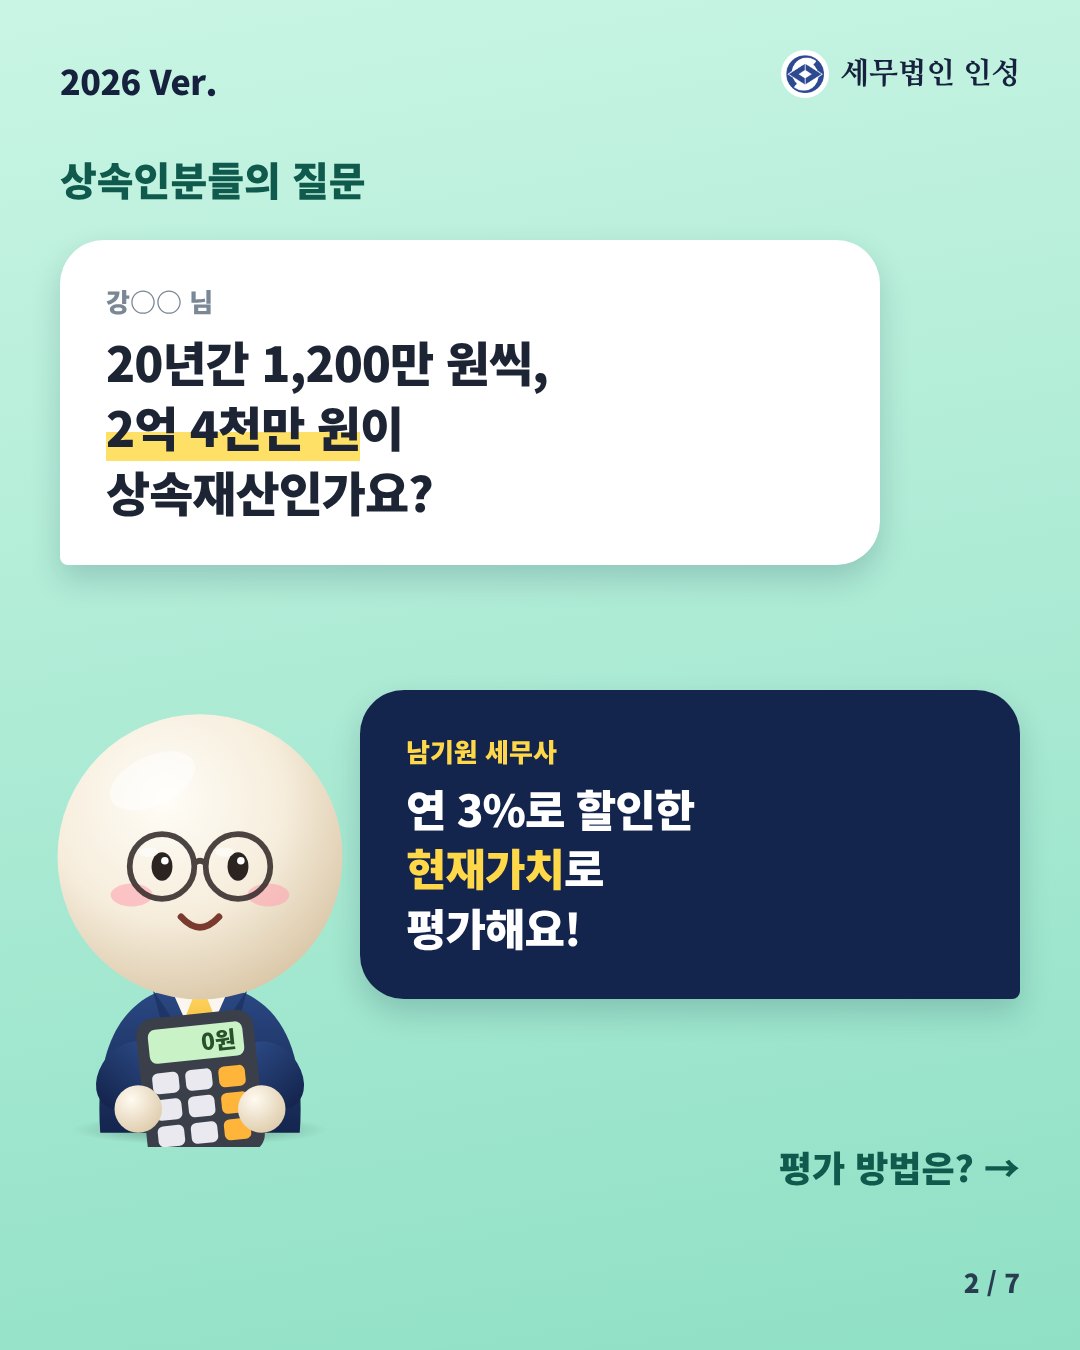 2026 Ver.
세무법인 인성
상속인분들의 질문
강○○ 님
20년간 1,200만 원씩,
2억 4천만 원이
상속재산인가요?
남기원 세무사
연 3%로 할인한
현재가치로
평가해요!
0원
평가 방법은? →
2 / 7